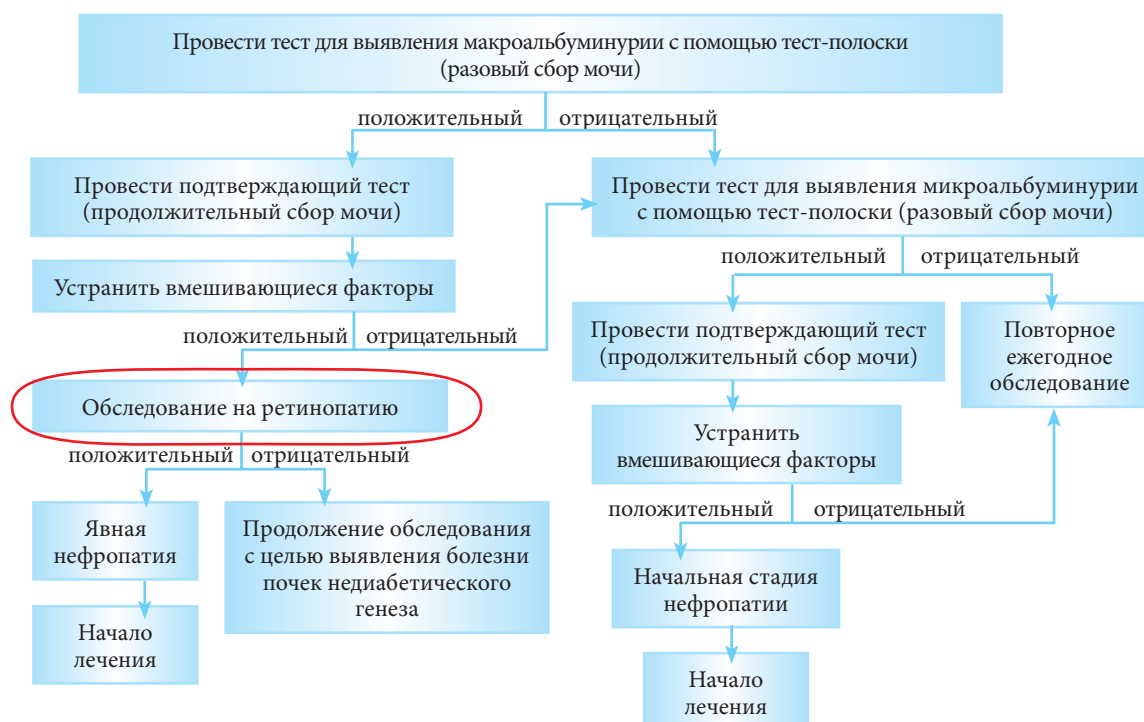 Провести тест для выявления макроальбуминурии с помощью тест-полоски
(разовый сбор мочи)
положительный
отрицательный
Провести подтверждающий тест
(продолжительный сбор мочи)
Провести тест для выявления микроальбуминурии
с помощью тест-полоски (разовый сбор мочи)
Устранить вмешивающиеся факторы
положительный
отрицательный
положительный
отрицательный
Обследование на ретинопатию
Провести подтверждающий тест
(продолжительный сбор мочи)
Повторное
ежегодное
обследование
положительный
отрицательный
Устранить
вмешивающиеся факторы
Явная
нефропатия
Продолжение обследования
с целью выявления болезни
почек недиабетического
генеза
положительный
отрицательный
Начало
лечения
Начальная стадия
нефропатии
Начало
лечения